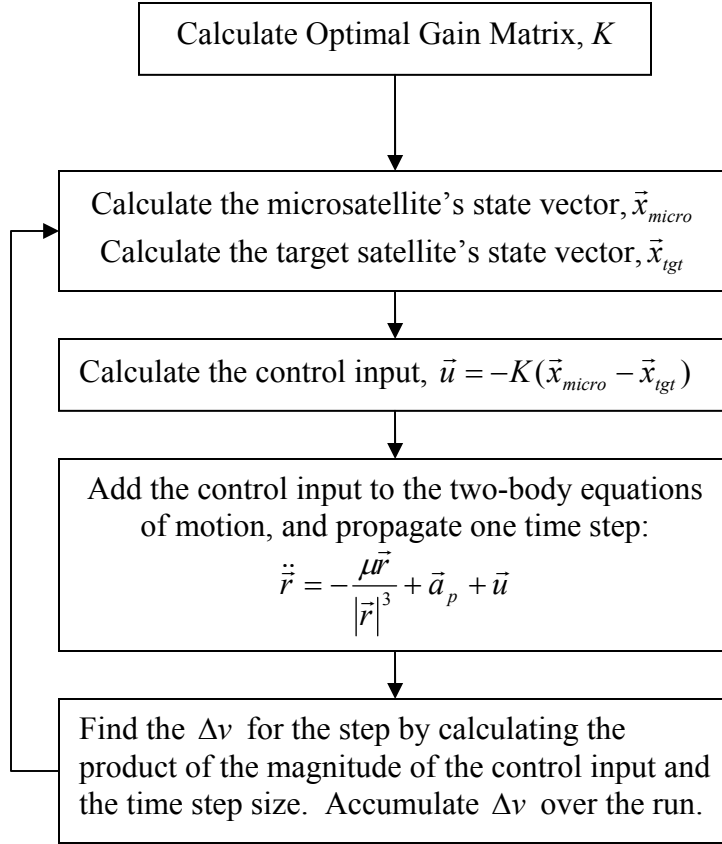 Calculate Optimal Gain Matrix, K
Calculate the microsatellite's state vector, x⃗_micro
Calculate the target satellite's state vector, x⃗_tgt
Calculate the control input, u⃗ = −K(x⃗_micro − x⃗_tgt)
Add the control input to the two-body equations
of motion, and propagate one time step:
r⃗̈ = −μr⃗/|r⃗|³ + a⃗_p + u⃗
Find the Δv for the step by calculating the
product of the magnitude of the control input and
the time step size. Accumulate Δv over the run.